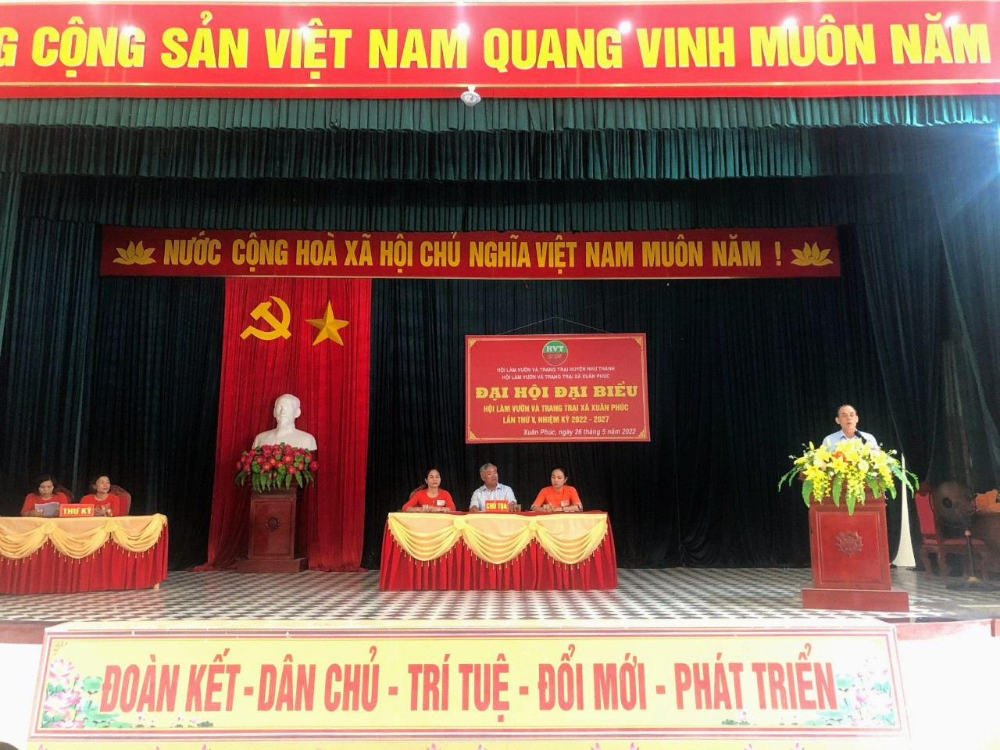 G CỘNG SẢN VIỆT NAM QUANG VINH MUÔN NĂM
NƯỚC CỘNG HOÀ XÃ HỘI CHỦ NGHĨA VIỆT NAM MUÔN NĂM !
HVT
HỘI LÀM VƯỜN VÀ TRANG TRẠI HUYỆN NHƯ THANH
HỘI LÀM VƯỜN VÀ TRANG TRẠI XÃ XUÂN PHÚC
ĐẠI HỘI ĐẠI BIỂU
HỘI LÀM VƯỜN VÀ TRANG TRẠI XÃ XUÂN PHÚC
LẦN THỨ V, NHIỆM KỲ 2022 - 2027
Xuân Phúc, ngày 26 tháng 5 năm 2022
THƯ KÝ
CHỦ TỌA
ĐOÀN KẾT - DÂN CHỦ - TRÍ TUỆ - ĐỔI MỚI - PHÁT TRIỂN